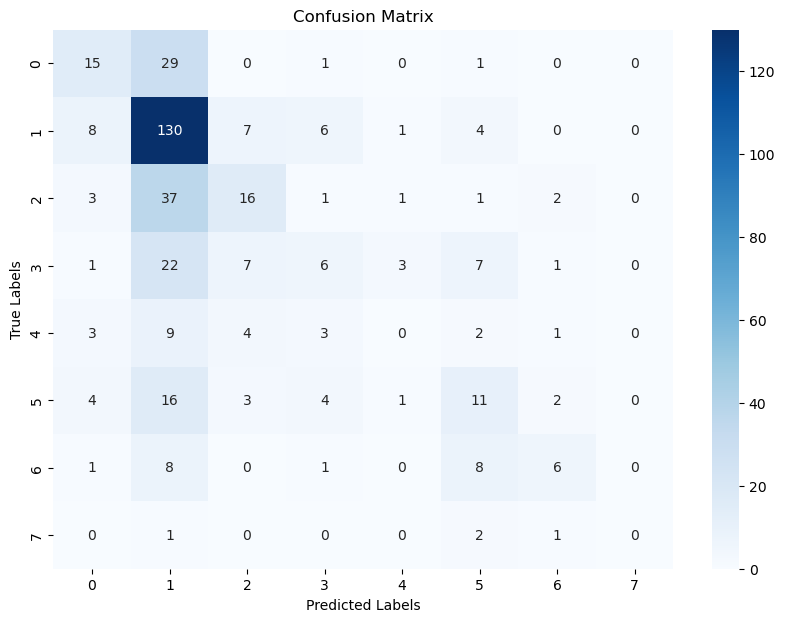 Confusion Matrix
0 15 29 0 1 0 1 0 0
1 8 130 7 6 1 4 0 0
2 3 37 16 1 1 1 2 0
3 1 22 7 6 3 7 1 0
4 3 9 4 3 0 2 1 0
5 4 16 3 4 1 11 2 0
6 1 8 0 1 0 8 6 0
7 0 1 0 0 0 2 1 0
0 1 2 3 4 5 6 7
True Labels
Predicted Labels
120
100
80
60
40
20
0